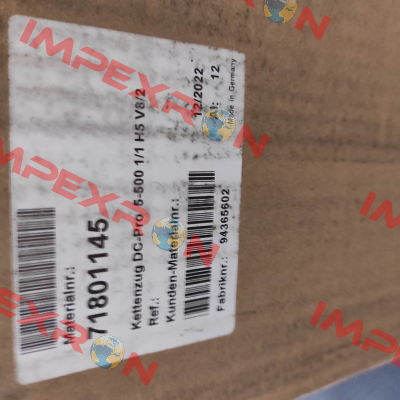 Materialnr.:
71801145
Kettenzug DC-Pro 5-500 1/1 H5 V8/2
Ref.:
Kunden-Materialnr.:
Fabriknr.: 94365602
12/2022
12
Made in Germany
IMPEXRON
IMPEXRON
IMPEXRON
IMPEXRON